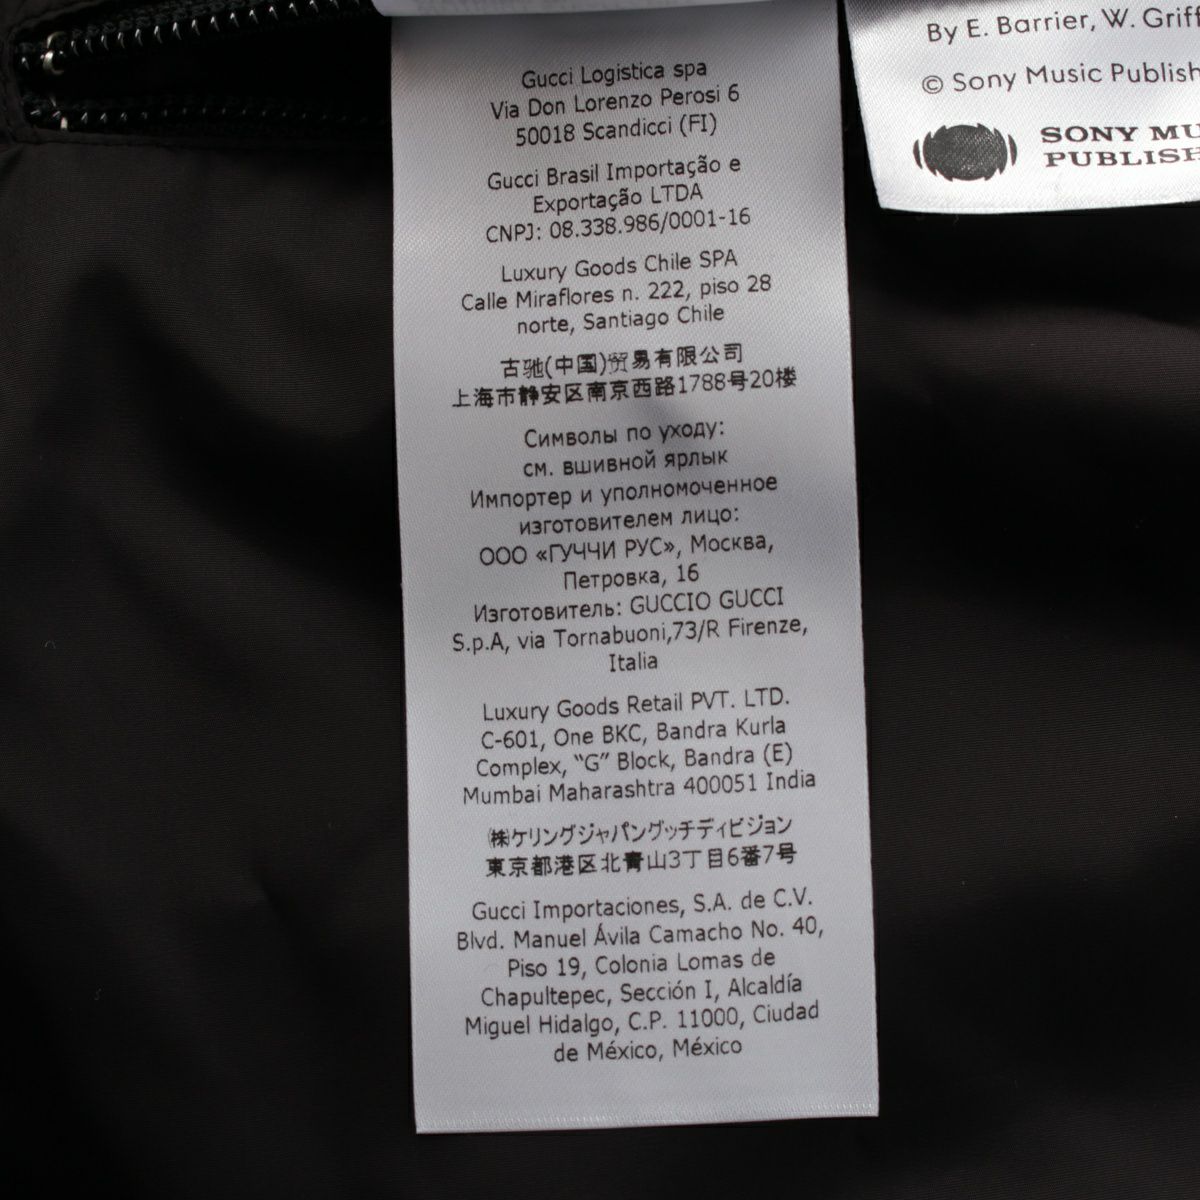 Gucci Logistica spa
Via Don Lorenzo Perosi 6
50018 Scandicci (FI)
Gucci Brasil Importação e
Exportação LTDA
CNPJ: 08.338.986/0001-16
Luxury Goods Chile SPA
Calle Miraflores n. 222, piso 28
norte, Santiago Chile
古驰(中国)贸易有限公司
上海市静安区南京西路1788号20楼
Символы по уходу:
см. вшивной ярлык
Импортер и уполномоченное
изготовителем лицо:
ООО «ГУЧЧИ РУС», Москва,
Петровка, 16
Изготовитель: GUCCIO GUCCI
S.p.A, via Tornabuoni,73/R Firenze,
Italia
Luxury Goods Retail PVT. LTD.
C-601, One BKC, Bandra Kurla
Complex, “G” Block, Bandra (E)
Mumbai Maharashtra 400051 India
㈱ケリングジャパングッチディビジョン
東京都港区北青山3丁目6番7号
Gucci Importaciones, S.A. de C.V.
Blvd. Manuel Ávila Camacho No. 40,
Piso 19, Colonia Lomas de
Chapultepec, Sección I, Alcaldía
Miguel Hidalgo, C.P. 11000, Ciudad
de México, México
By E. Barrier, W. Griff
© Sony Music Publish
SONY MU
PUBLISH